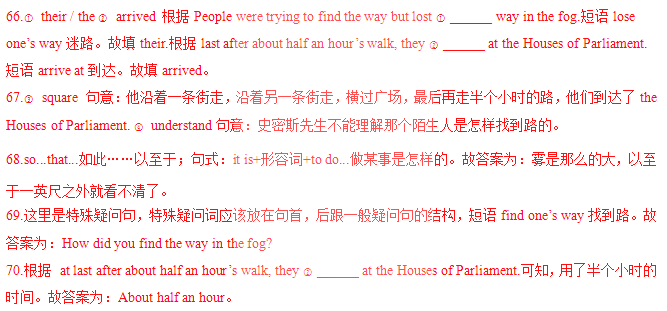 66.① their / the② arrived 根据 People were trying to find the way but lost ① ______ way in the fog.短语 lose
one's way 迷路。故填 their.根据 last after about half an hour's walk, they ② ______ at the Houses of Parliament.
短语 arrive at 到达。故填 arrived。
67.① square 句意：他沿着一条街走，沿着另一条街走，横过广场，最后再走半个小时的路，他们到达了 the
Houses of Parliament. ② understand 句意：史密斯先生不能理解那个陌生人是怎样找到路的。
68.so...that...如此……以至于；句式：it is+形容词+to do...做某事是怎样的。故答案为：雾是那么的大，以至
于一英尺之外就看不清了。
69.这里是特殊疑问句，特殊疑问词应该放在句首，后跟一般疑问句的结构，短语 find one's way 找到路。故
答案为：How did you find the way in the fog?
70.根据 at last after about half an hour's walk, they ② ______ at the Houses of Parliament.可知，用了半个小时的
时间。故答案为：About half an hour。